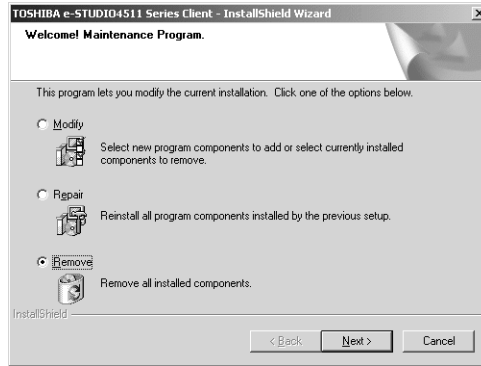 TOSHIBA e-STUDIO4511 Series Client - InstallShield Wizard
Welcome! Maintenance Program.
This program lets you modify the current installation. Click one of the options below.
Modify
Select new program components to add or select currently installed
components to remove.
Repair
Reinstall all program components installed by the previous setup.
Remove
Remove all installed components.
InstallShield
< Back Next > Cancel